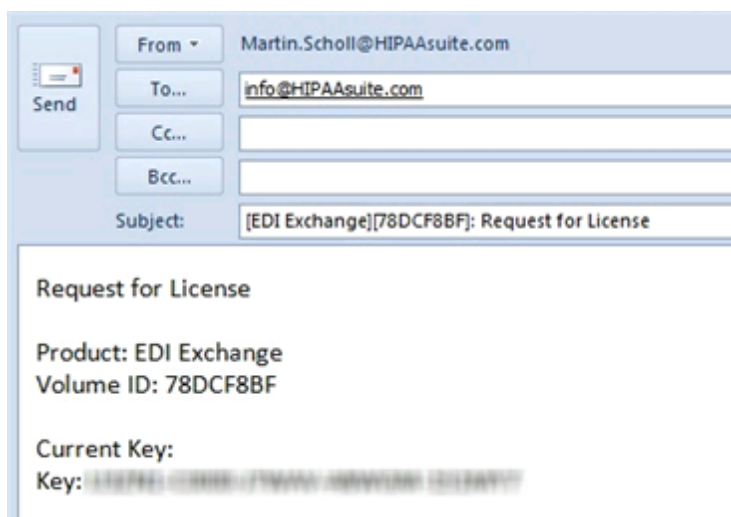 From
Martin.Scholl@HIPAAsuite.com
Send
To...
info@HIPAAsuite.com
Cc...
Bcc...
Subject:
[EDI Exchange][78DCF8BF]: Request for License
Request for License
Product: EDI Exchange
Volume ID: 78DCF8BF
Current Key:
Key: